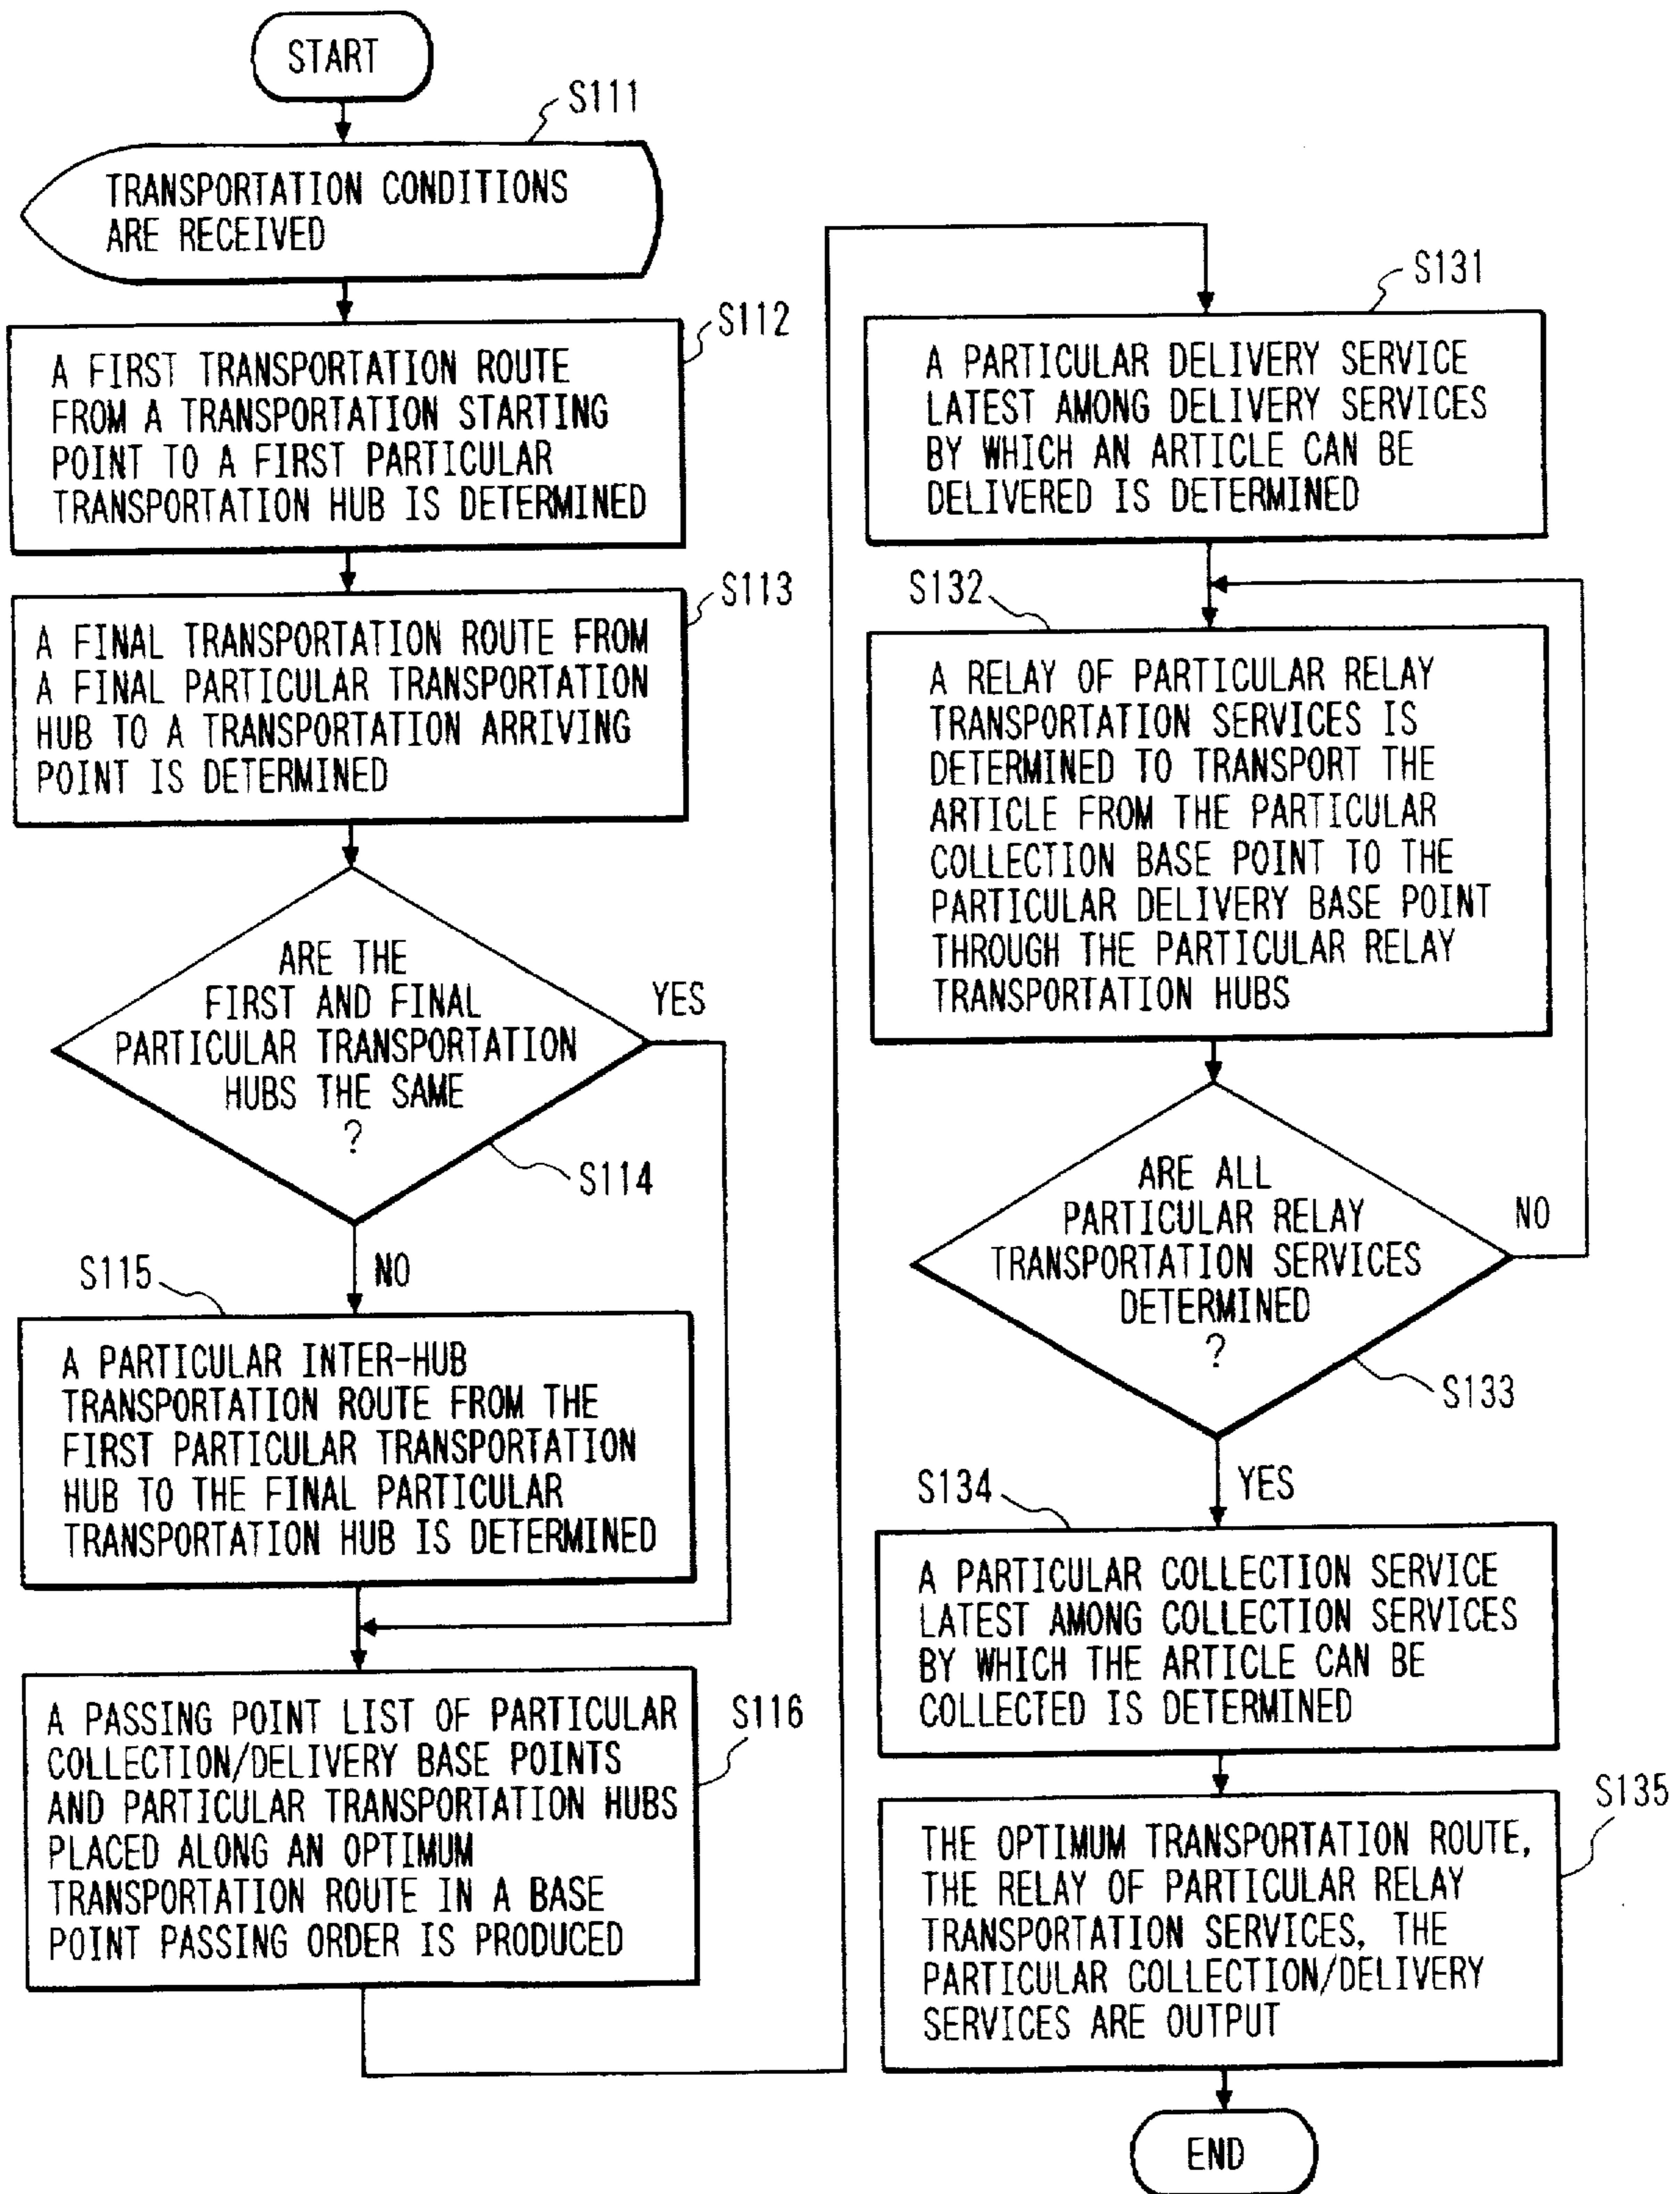 START
S111
TRANSPORTATION CONDITIONS
ARE RECEIVED
S112
A FIRST TRANSPORTATION ROUTE
FROM A TRANSPORTATION STARTING
POINT TO A FIRST PARTICULAR
TRANSPORTATION HUB IS DETERMINED
S113
A FINAL TRANSPORTATION ROUTE FROM
A FINAL PARTICULAR TRANSPORTATION
HUB TO A TRANSPORTATION ARRIVING
POINT IS DETERMINED
ARE THE
FIRST AND FINAL
PARTICULAR TRANSPORTATION
HUBS THE SAME
?
YES
S114
NO
S115
A PARTICULAR INTER-HUB
TRANSPORTATION ROUTE FROM THE
FIRST PARTICULAR TRANSPORTATION
HUB TO THE FINAL PARTICULAR
TRANSPORTATION HUB IS DETERMINED
S116
A PASSING POINT LIST OF PARTICULAR
COLLECTION/DELIVERY BASE POINTS
AND PARTICULAR TRANSPORTATION HUBS
PLACED ALONG AN OPTIMUM
TRANSPORTATION ROUTE IN A BASE
POINT PASSING ORDER IS PRODUCED
S131
A PARTICULAR DELIVERY SERVICE
LATEST AMONG DELIVERY SERVICES
BY WHICH AN ARTICLE CAN BE
DELIVERED IS DETERMINED
S132
A RELAY OF PARTICULAR RELAY
TRANSPORTATION SERVICES IS
DETERMINED TO TRANSPORT THE
ARTICLE FROM THE PARTICULAR
COLLECTION BASE POINT TO THE
PARTICULAR DELIVERY BASE POINT
THROUGH THE PARTICULAR RELAY
TRANSPORTATION HUBS
ARE ALL
PARTICULAR RELAY
TRANSPORTATION SERVICES
DETERMINED
?
NO
S133
YES
S134
A PARTICULAR COLLECTION SERVICE
LATEST AMONG COLLECTION SERVICES
BY WHICH THE ARTICLE CAN BE
COLLECTED IS DETERMINED
S135
THE OPTIMUM TRANSPORTATION ROUTE,
THE RELAY OF PARTICULAR RELAY
TRANSPORTATION SERVICES, THE
PARTICULAR COLLECTION/DELIVERY
SERVICES ARE OUTPUT
END